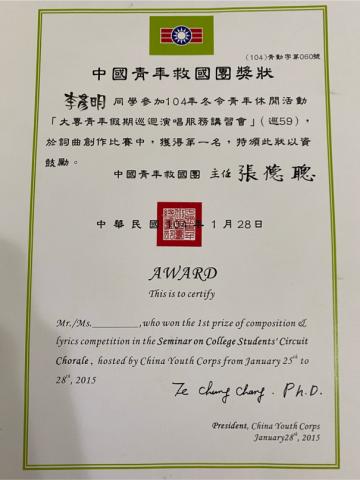 (104)青動字第060號
中國青年救國團獎狀
李彥明 同學參加104年冬令青年休閒活動
「大專青年假期巡迴演唱服務講習會」(巡59),
於詞曲創作比賽中,獲得第一名,特頒此狀以資
鼓勵。
中國青年救國團 主任 張德聰
中華民國104年1月28日
AWARD
This is to certify
Mr./Ms.________, who won the 1st prize of composition &
lyrics competition in the Seminar on College Students' Circuit
Chorale, hosted by China Youth Corps from January 25th to
28th, 2015
Te Chung Chang. Ph.D.
President, China Youth Corps
January28th, 2015